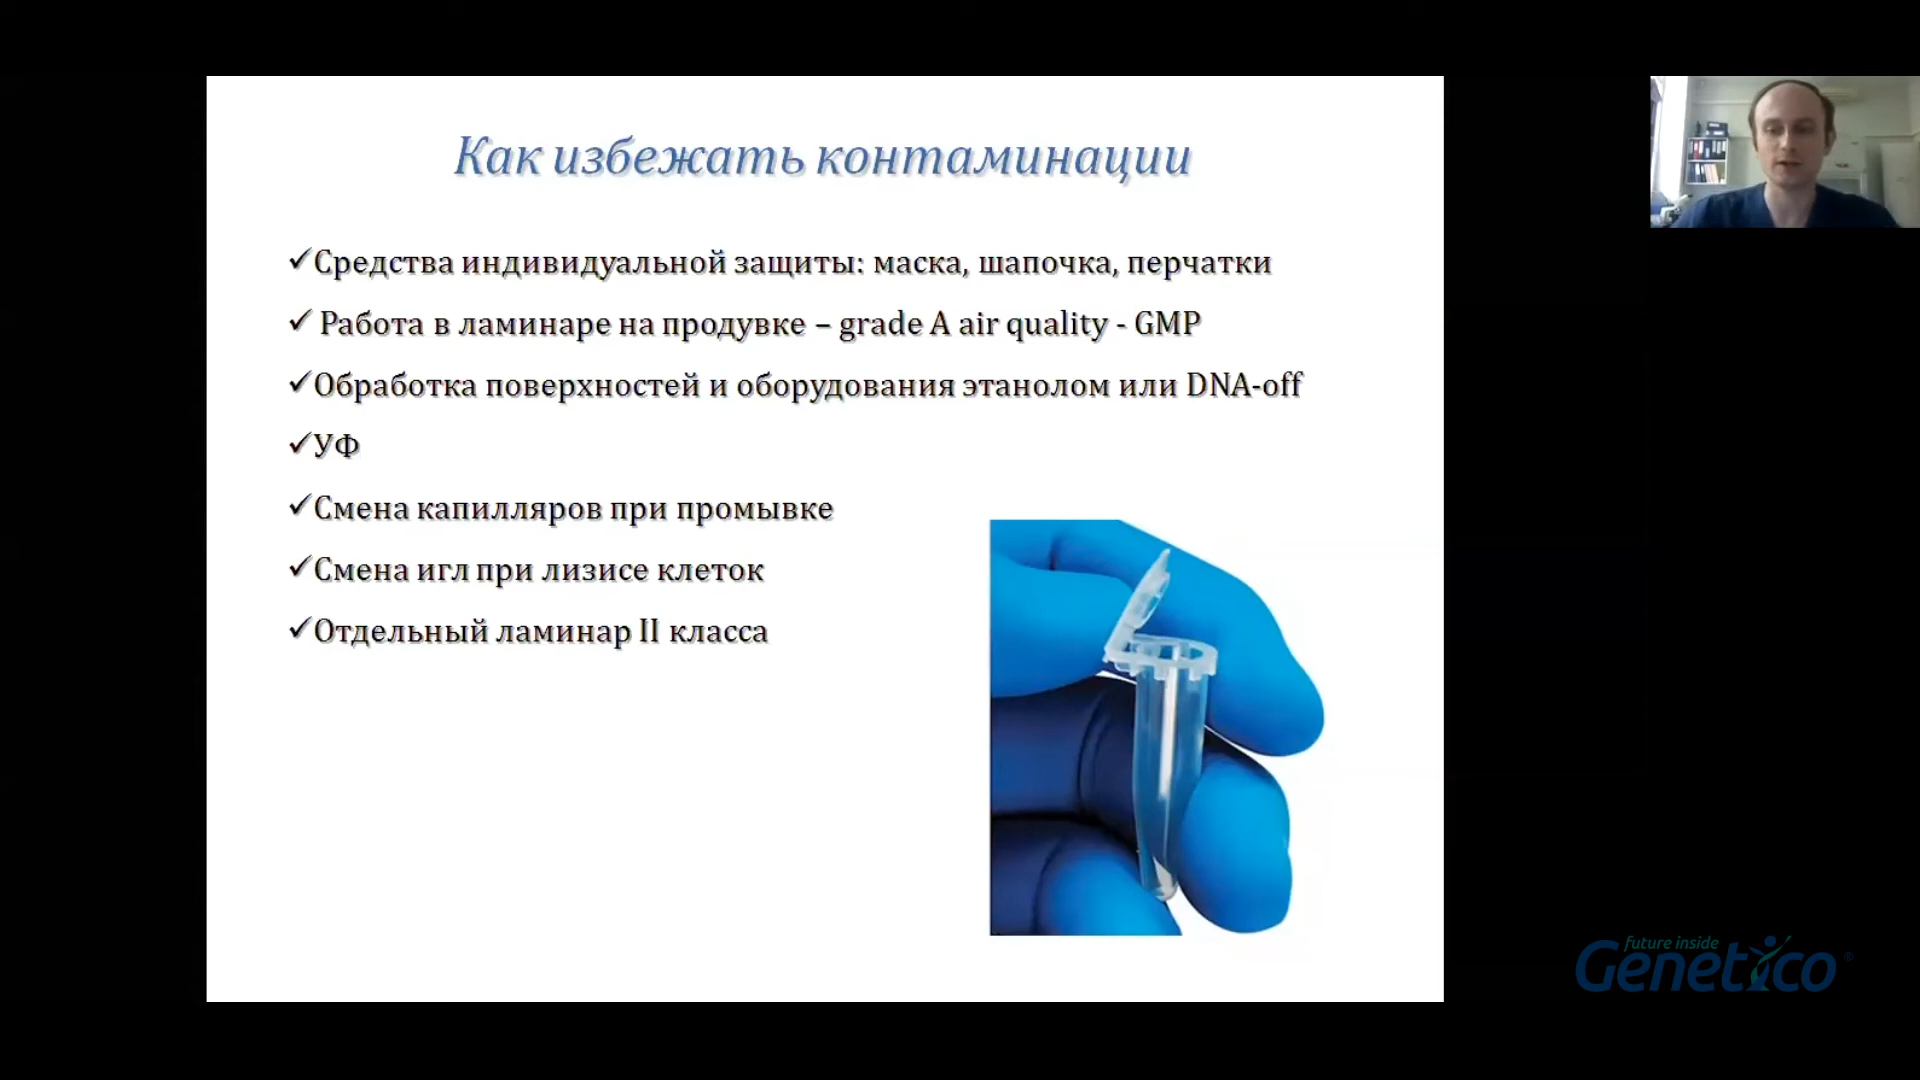 Как избежать контаминации
Средства индивидуальной защиты: маска, шапочка, перчатки
Работа в ламинаре на продувке – grade A air quality - GMP
Обработка поверхностей и оборудования этанолом или DNA-off
УФ
Смена капилляров при промывке
Смена игл при лизисе клеток
Отдельный ламинар II класса
future inside
Genetico®